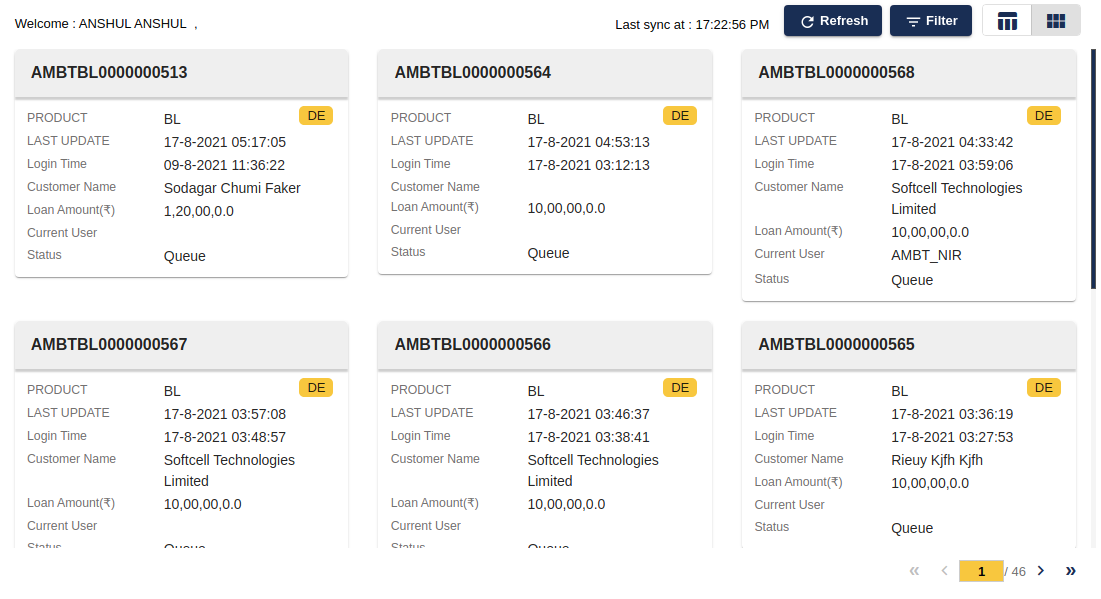 Welcome : ANSHUL ANSHUL ,
Last sync at : 17:22:56 PM
Refresh
Filter
AMBTBL0000000513
PRODUCT BL DE
LAST UPDATE 17-8-2021 05:17:05
Login Time 09-8-2021 11:36:22
Customer Name Sodagar Chumi Faker
Loan Amount(₹) 1,20,00,0.0
Current User
Status Queue
AMBTBL0000000564
PRODUCT BL DE
LAST UPDATE 17-8-2021 04:53:13
Login Time 17-8-2021 03:12:13
Customer Name
Loan Amount(₹) 10,00,00,0.0
Current User
Status Queue
AMBTBL0000000568
PRODUCT BL DE
LAST UPDATE 17-8-2021 04:33:42
Login Time 17-8-2021 03:59:06
Customer Name Softcell Technologies
Limited
Loan Amount(₹) 10,00,00,0.0
Current User AMBT_NIR
Status Queue
AMBTBL0000000567
PRODUCT BL DE
LAST UPDATE 17-8-2021 03:57:08
Login Time 17-8-2021 03:48:57
Customer Name Softcell Technologies
Limited
Loan Amount(₹) 10,00,00,0.0
Current User
Status Queue
AMBTBL0000000566
PRODUCT BL DE
LAST UPDATE 17-8-2021 03:46:37
Login Time 17-8-2021 03:38:41
Customer Name Softcell Technologies
Limited
Loan Amount(₹) 10,00,00,0.0
Current User
Status Queue
AMBTBL0000000565
PRODUCT BL DE
LAST UPDATE 17-8-2021 03:36:19
Login Time 17-8-2021 03:27:53
Customer Name Rieuy Kjfh Kjfh
Loan Amount(₹) 10,00,00,0.0
Current User
Status Queue
« ‹ 1 / 46 › »